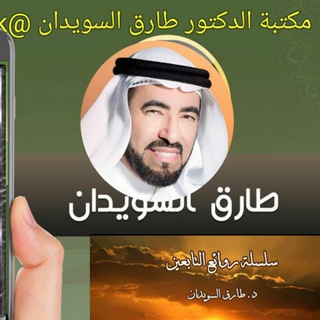 مكتبة الدكتور طارق السويدان @k
طارق السويدان
سلسلة روائع التابعين
د. طارق السويدان